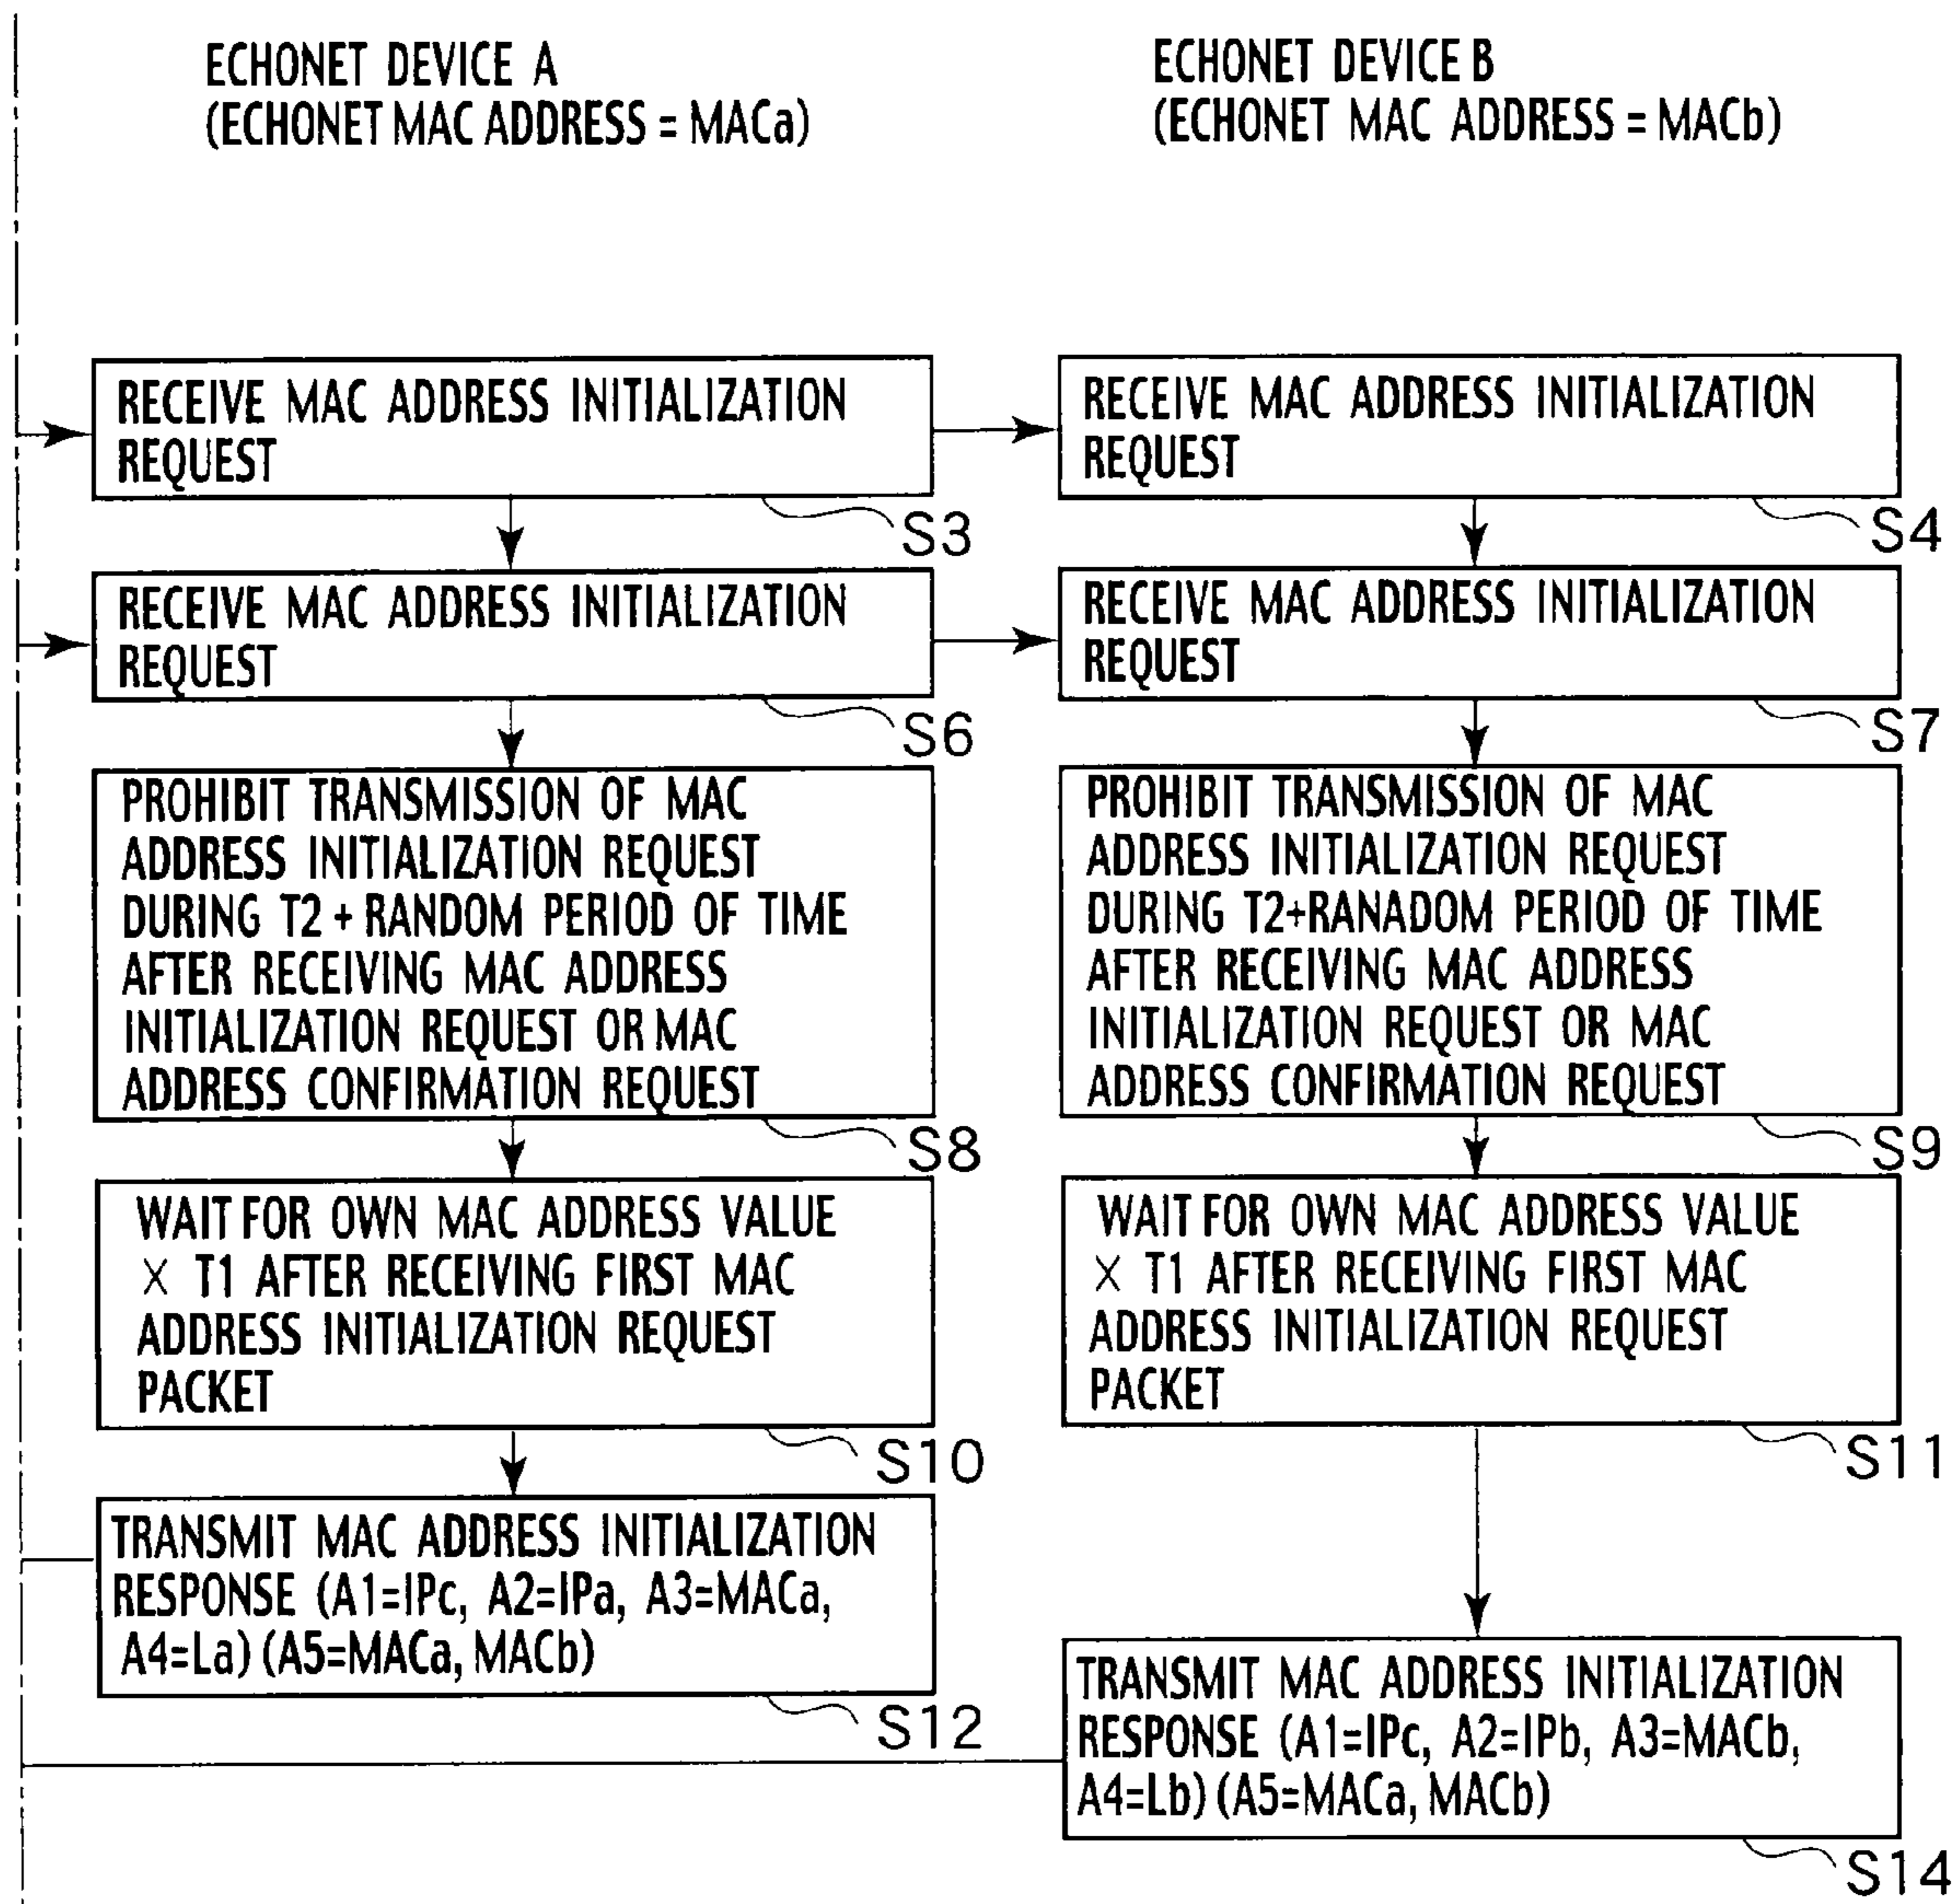 ECHONET DEVICE A
(ECHONET MAC ADDRESS = MACa)
ECHONET DEVICE B
(ECHONET MAC ADDRESS = MACb)
RECEIVE MAC ADDRESS INITIALIZATION
REQUEST
S3
RECEIVE MAC ADDRESS INITIALIZATION
REQUEST
S4
RECEIVE MAC ADDRESS INITIALIZATION
REQUEST
S6
RECEIVE MAC ADDRESS INITIALIZATION
REQUEST
S7
PROHIBIT TRANSMISSION OF MAC
ADDRESS INITIALIZATION REQUEST
DURING T2 + RANDOM PERIOD OF TIME
AFTER RECEIVING MAC ADDRESS
INITIALIZATION REQUEST OR MAC
ADDRESS CONFIRMATION REQUEST
S8
PROHIBIT TRANSMISSION OF MAC
ADDRESS INITIALIZATION REQUEST
DURING T2+RANADOM PERIOD OF TIME
AFTER RECEIVING MAC ADDRESS
INITIALIZATION REQUEST OR MAC
ADDRESS CONFIRMATION REQUEST
S9
WAIT FOR OWN MAC ADDRESS VALUE
× T1 AFTER RECEIVING FIRST MAC
ADDRESS INITIALIZATION REQUEST
PACKET
S10
WAIT FOR OWN MAC ADDRESS VALUE
× T1 AFTER RECEIVING FIRST MAC
ADDRESS INITIALIZATION REQUEST
PACKET
S11
TRANSMIT MAC ADDRESS INITIALIZATION
RESPONSE (A1=IPc, A2=IPa, A3=MACa,
A4=La) (A5=MACa, MACb)
S12
TRANSMIT MAC ADDRESS INITIALIZATION
RESPONSE (A1=IPc, A2=IPb, A3=MACb,
A4=Lb) (A5=MACa, MACb)
S14